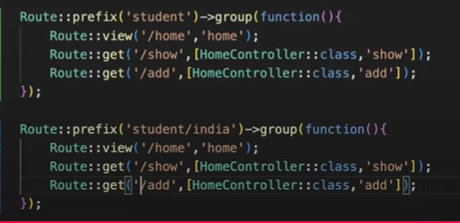 Route::prefix('student')->group(function(){
Route::view('/home','home');
Route::get('/show',[HomeController::class,'show']);
Route::get('/add',[HomeController::class,'add']);
});
Route::prefix('student/india')->group(function(){
Route::view('/home','home');
Route::get('/show',[HomeController::class,'show']);
Route::get('/add',[HomeController::class,'add']);
});